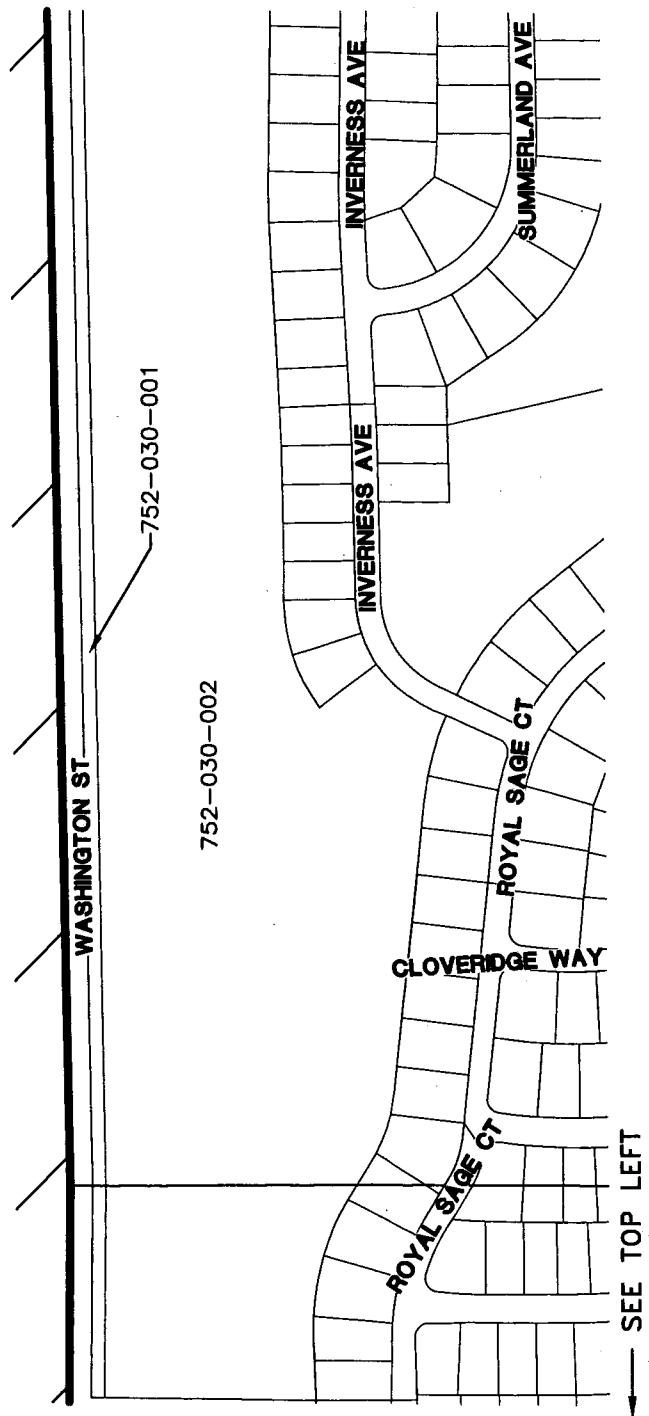 INVERNESS AVE
SUMMERLAND AVE
752-030-001
INVERNESS AVE
752-030-002
WASHINGTON ST
ROYAL SAGE CT
CLOVERIDGE WAY
ROYAL SAGE CT
SEE TOP LEFT